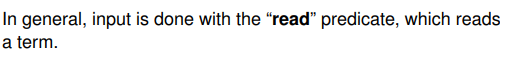 In general, input is done with the “read” predicate, which reads
a term.